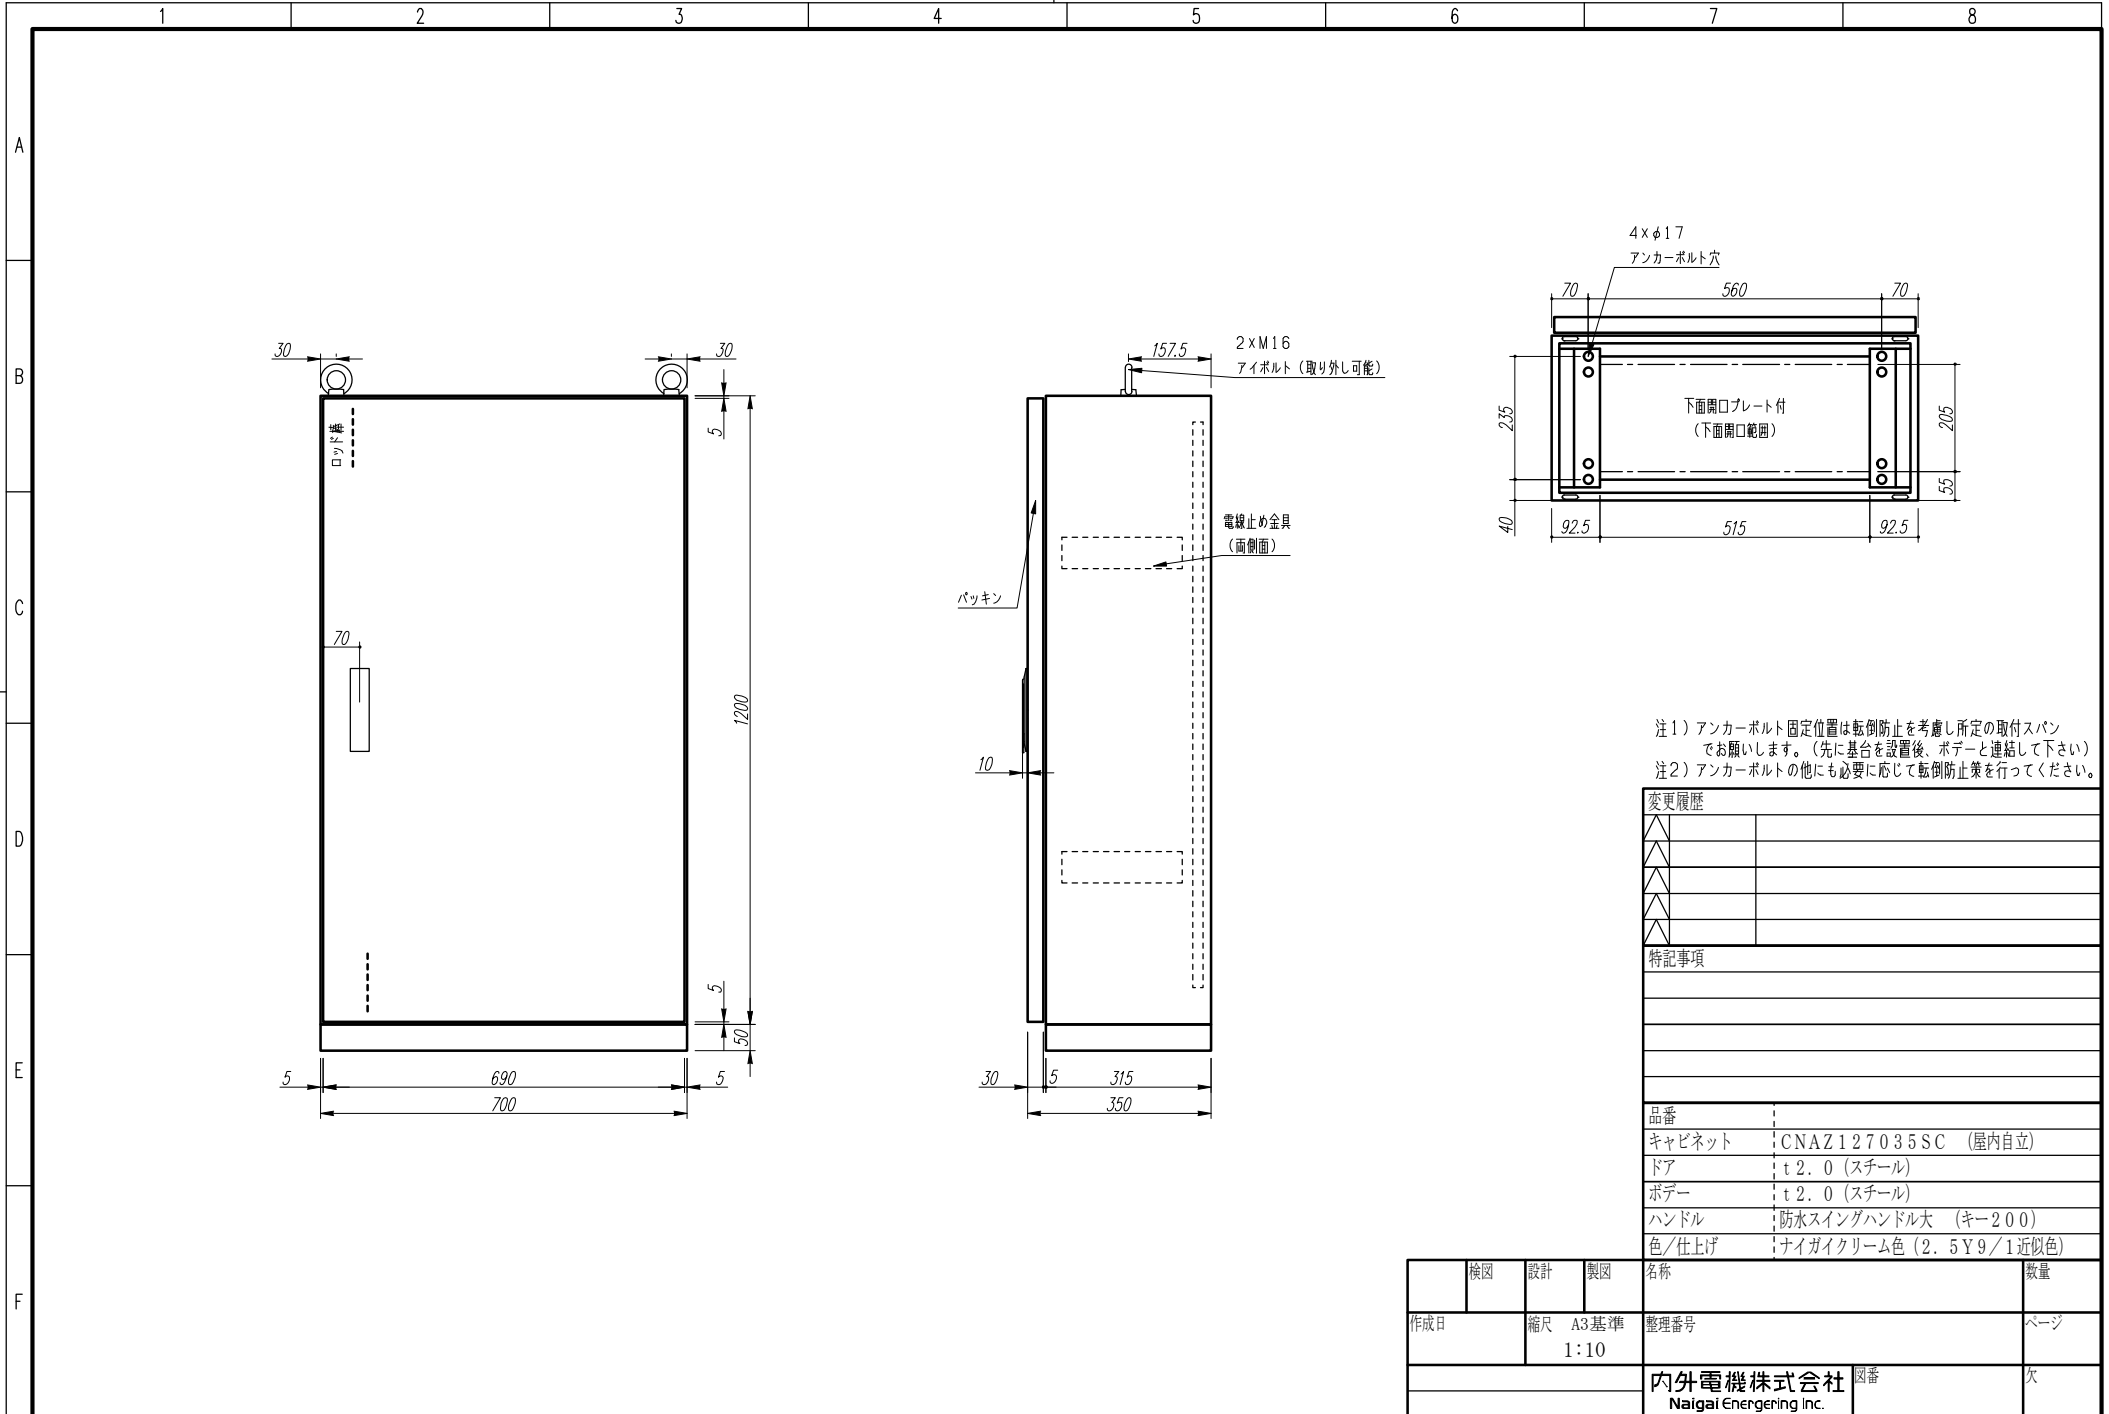 1 2 3 4 5 6 7 8
A
B
C
D
E
F
30
30
5
ロッド棒
70
1200
5
50
5
690
5
700
157.5
2×M16
アイボルト（取り外し可能）
電線止め金具
（両側面）
パッキン
10
30
5
315
350
4×φ17
アンカーボルト穴
70
560
70
235
下面開口プレート付
（下面開口範囲）
205
55
40
92.5
515
92.5
注1）アンカーボルト固定位置は転倒防止を考慮し所定の取付スパン
でお願いします。（先に基台を設置後、ボデーと連結して下さい）
注2）アンカーボルトの他にも必要に応じて転倒防止策を行ってください。
変更履歴
特記事項
品番
キャビネット CNAZ127035SC （屋内自立）
ドア t2.0（スチール）
ボデー t2.0（スチール）
ハンドル 防水スイングハンドル大 （キー200）
色／仕上げ ナイガイクリーム色（2.5Y9／1近似色）
検図 設計 製図 名称 数量
作成日 縮尺 A3基準 整理番号 ページ
1:10
内外電機株式会社 図番 欠
Naigai Energering Inc.